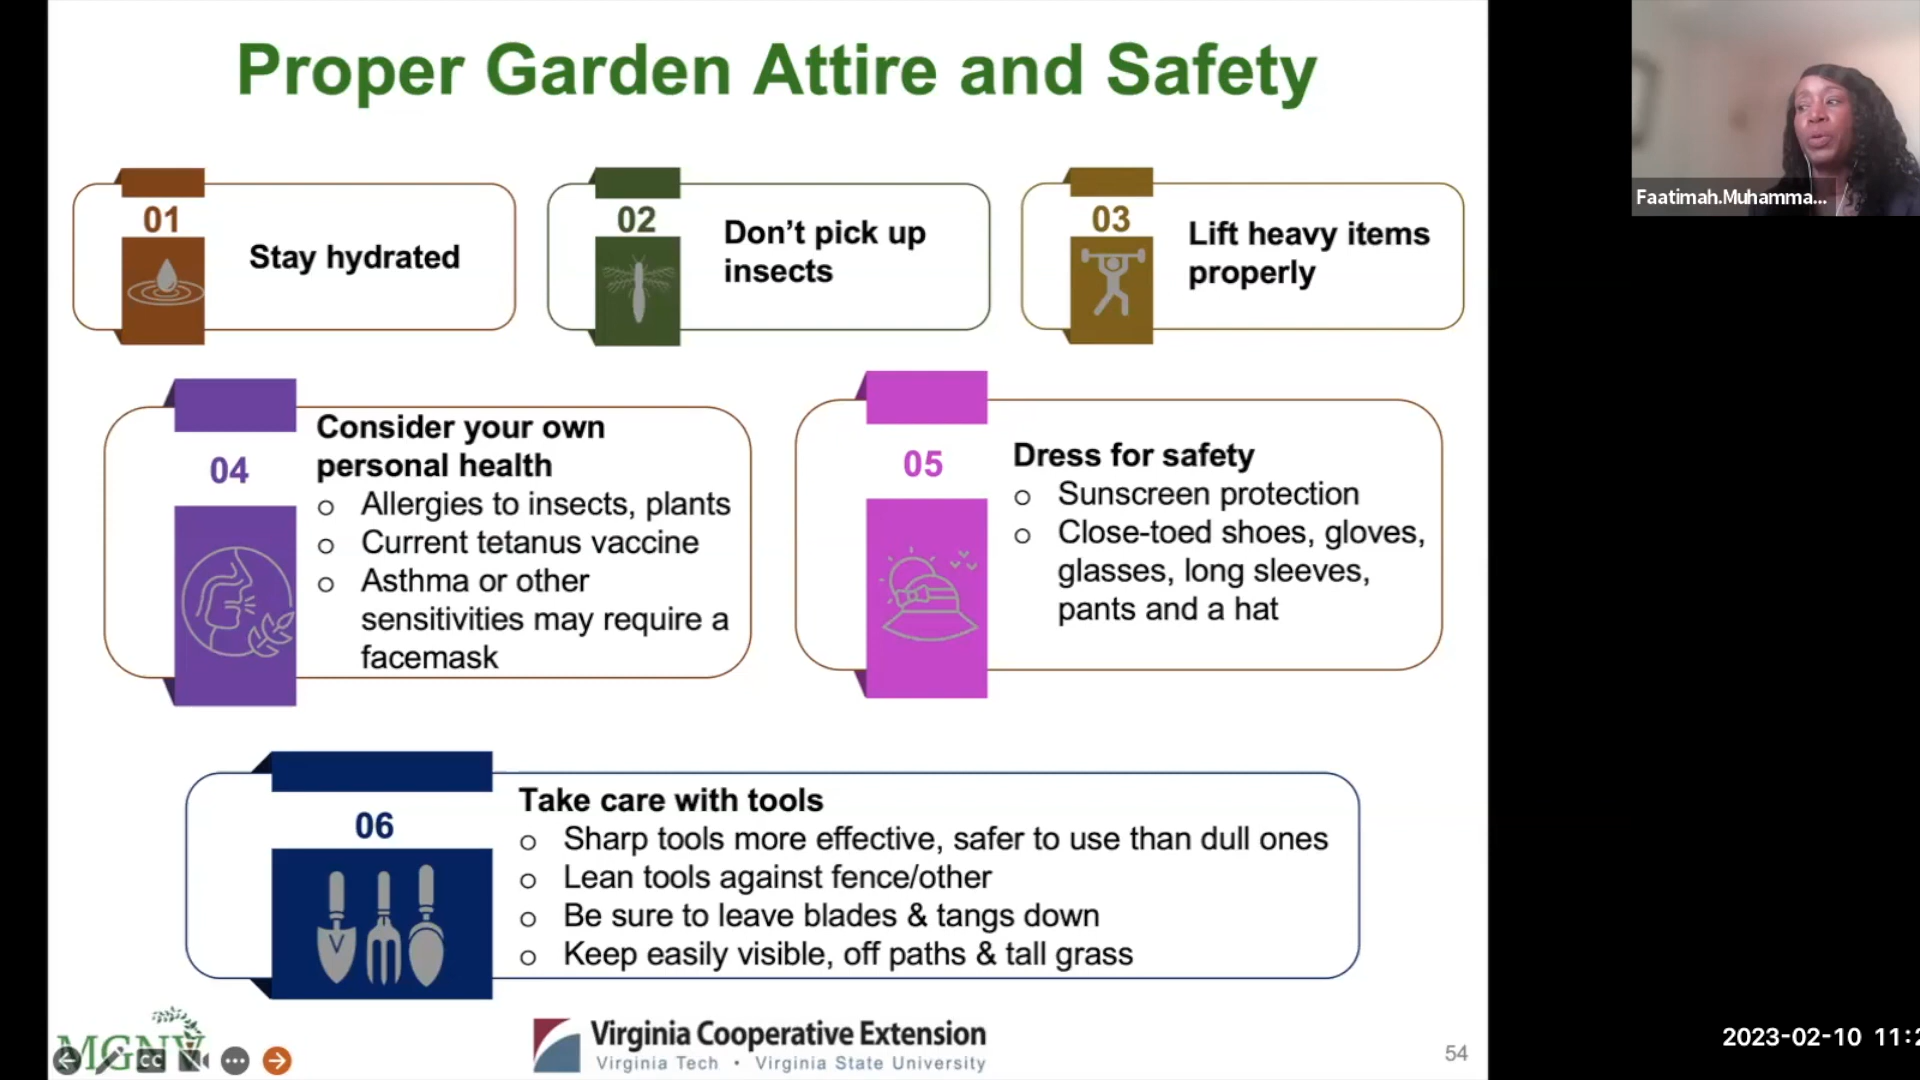 Proper Garden Attire and Safety
01
Stay hydrated
02
Don't pick up
insects
03
Lift heavy items
properly
04
Consider your own
personal health
o Allergies to insects, plants
o Current tetanus vaccine
o Asthma or other
sensitivities may require a
facemask
05
Dress for safety
o Sunscreen protection
o Close-toed shoes, gloves,
glasses, long sleeves,
pants and a hat
06
Take care with tools
o Sharp tools more effective, safer to use than dull ones
o Lean tools against fence/other
o Be sure to leave blades & tangs down
o Keep easily visible, off paths & tall grass
MGNV
CC
Virginia Cooperative Extension
Virginia Tech • Virginia State University
54
Faatimah.Muhamma...
2023-02-10 11:2